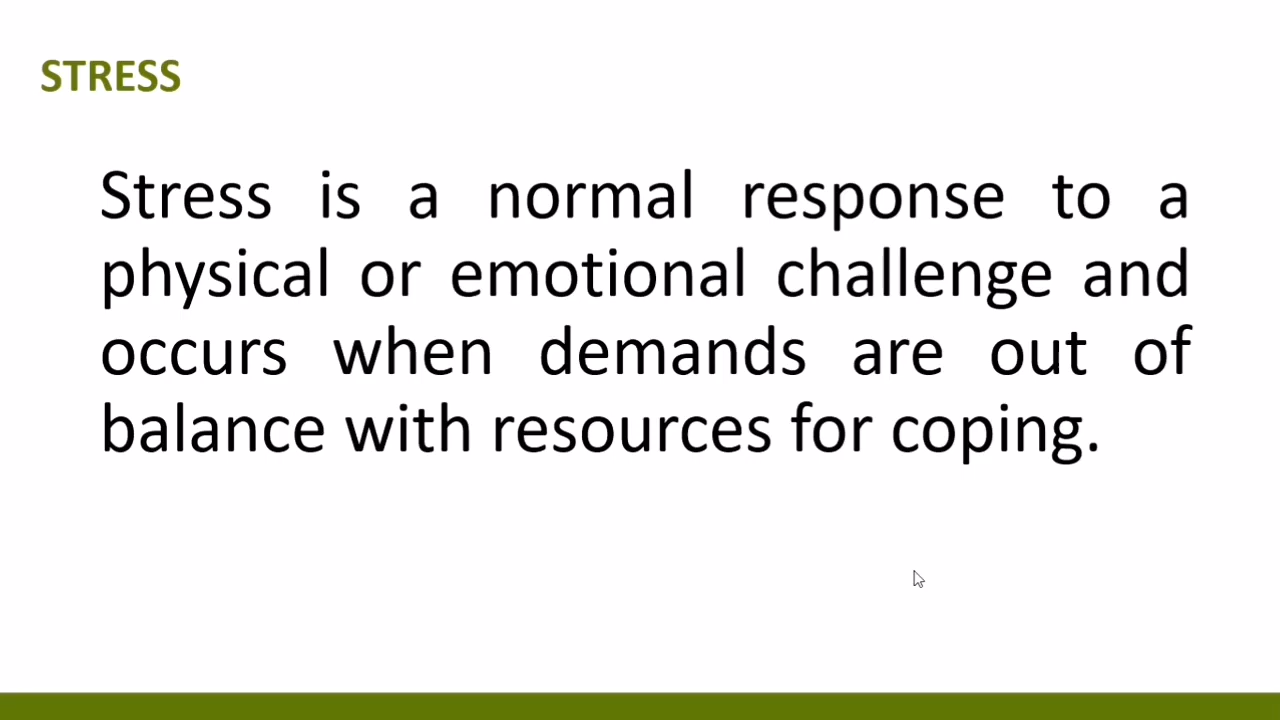 STRESS
Stress is a normal response to a
physical or emotional challenge and
occurs when demands are out of
balance with resources for coping.